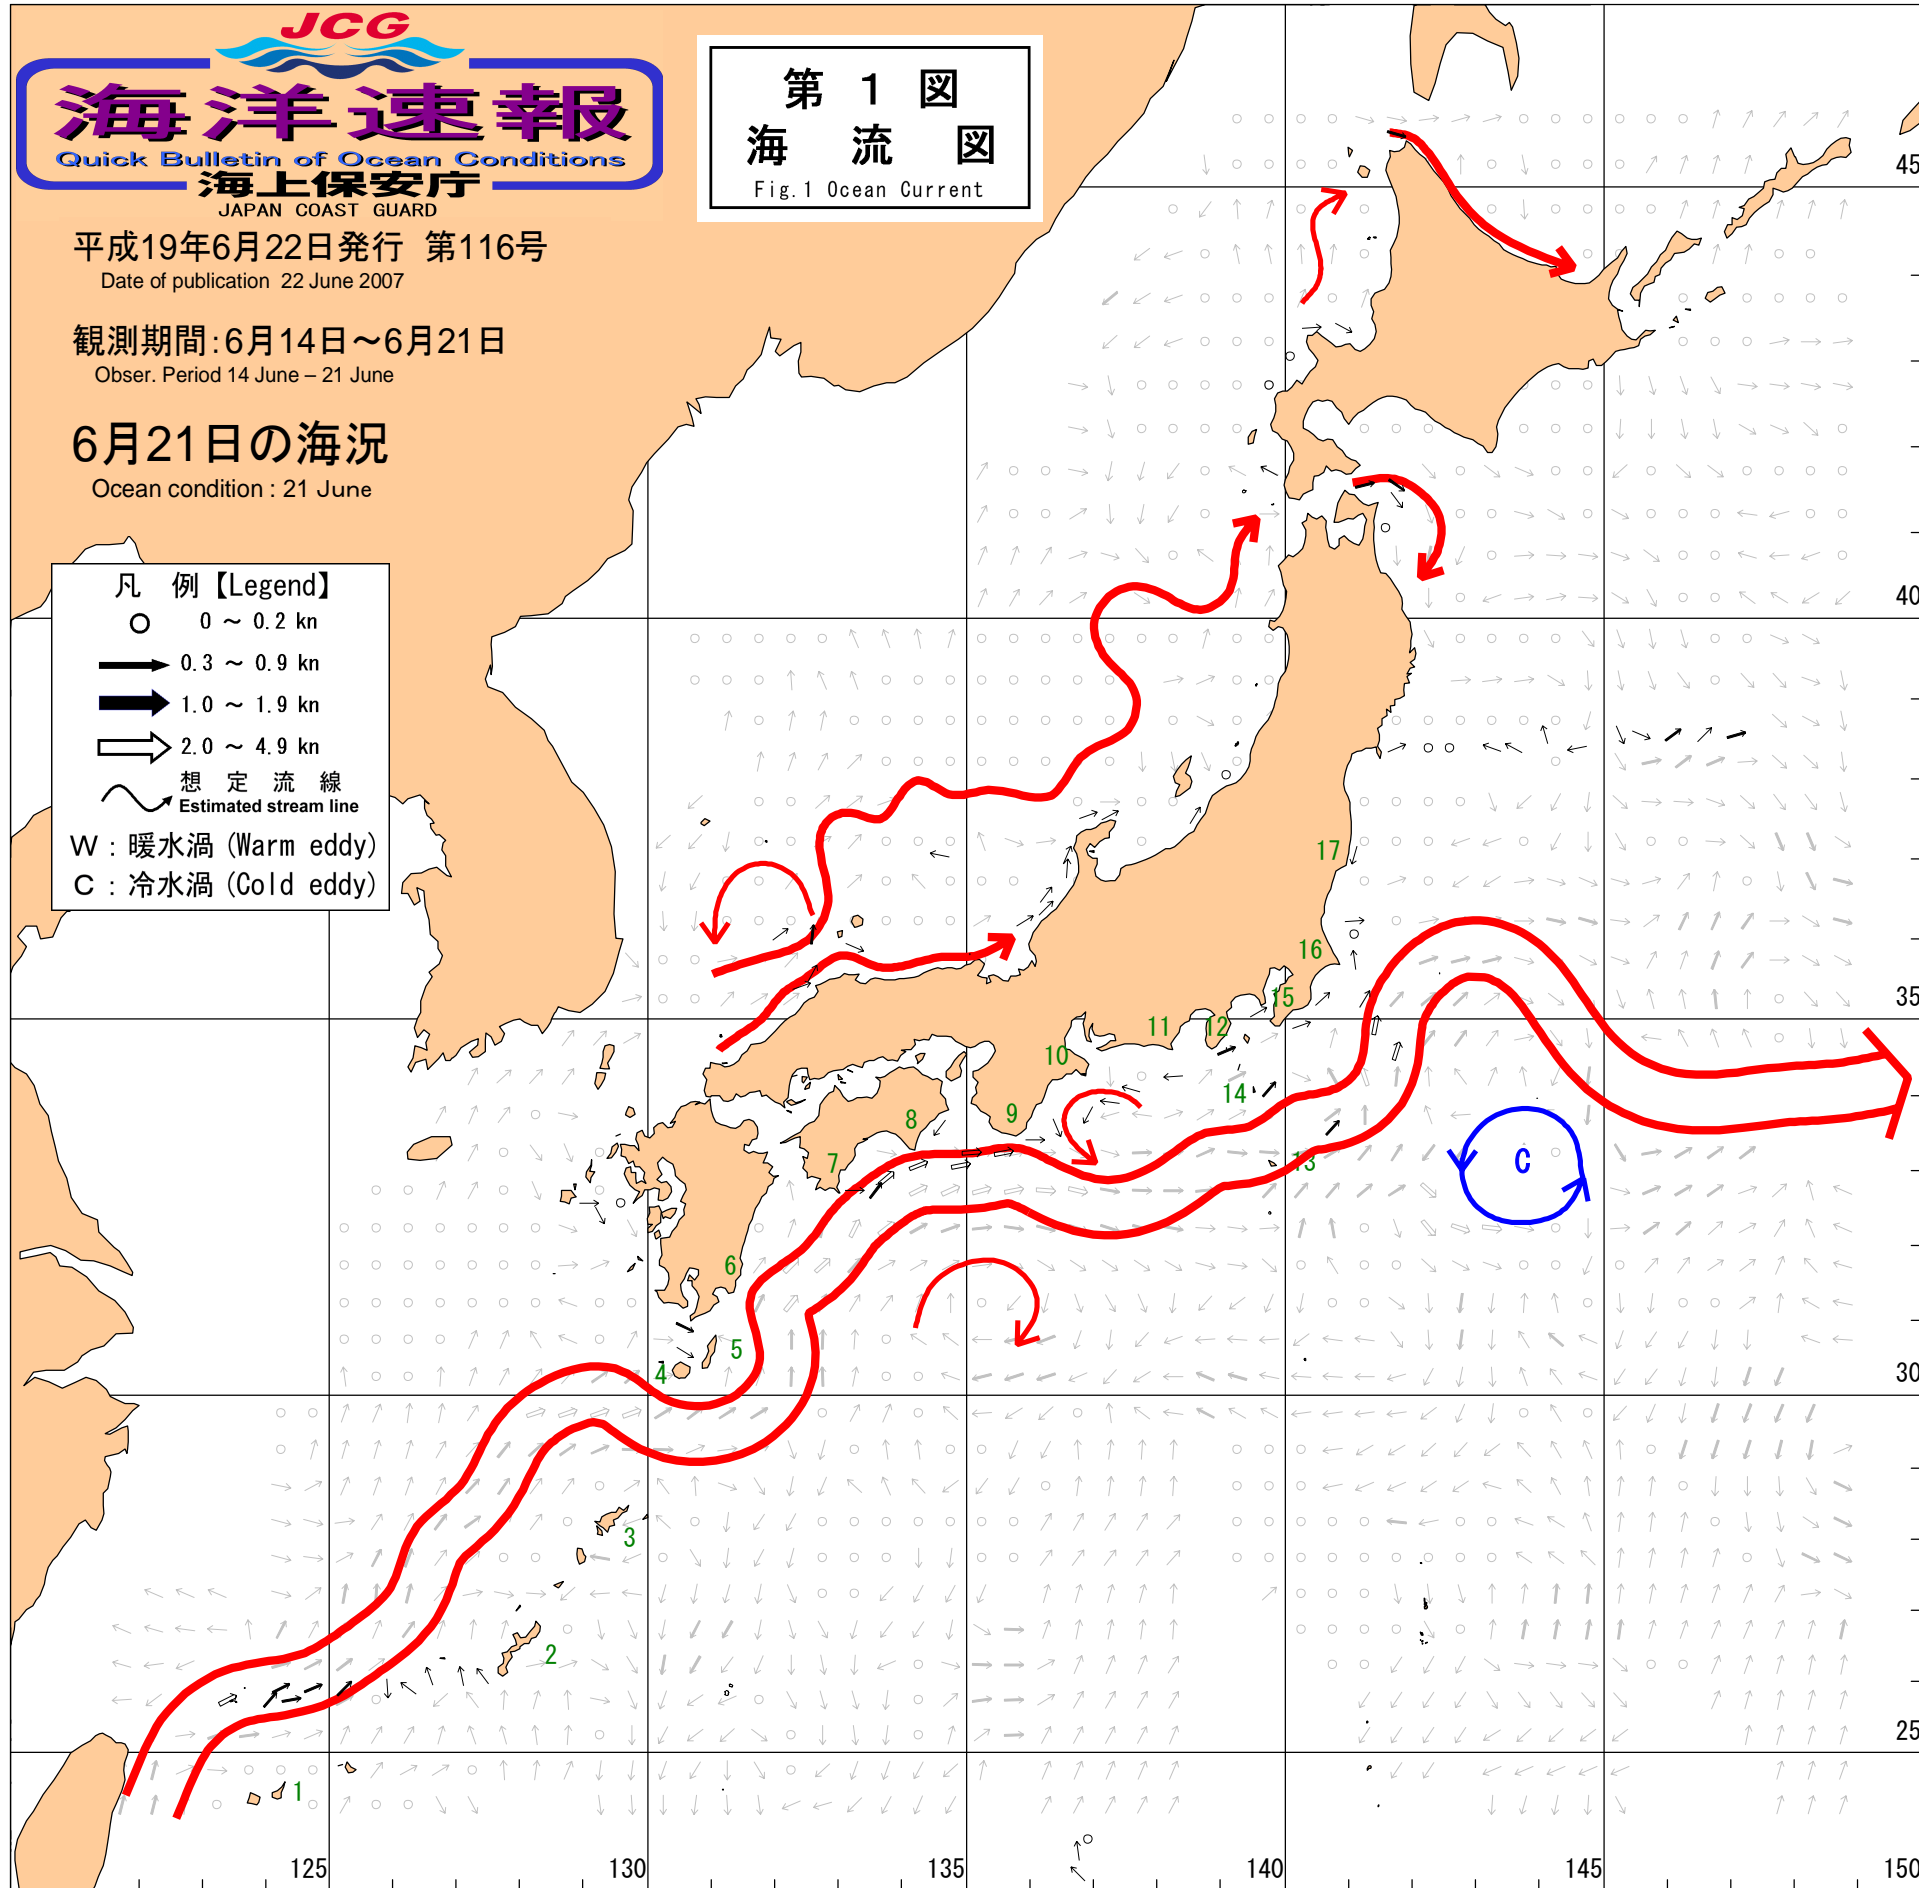 JCG
海洋速報
Quick Bulletin of Ocean Conditions
海上保安庁
JAPAN COAST GUARD
平成19年6月22日発行 第116号
Date of publication 22 June 2007
観測期間:6月14日～6月21日
Obser. Period 14 June – 21 June
6月21日の海況
Ocean condition : 21 June
第 1 図
海 流 図
Fig.1 Ocean Current
凡 例【Legend】
0 ～ 0.2 kn
0.3 ～ 0.9 kn
1.0 ～ 1.9 kn
2.0 ～ 4.9 kn
想 定 流 線
Estimated stream line
W : 暖水渦 (Warm eddy)
C : 冷水渦 (Cold eddy)
45
40
17
16
35
15
11
12
10
14
8
9
7
13
C
6
5
4
30
3
2
25
1
125
130
135
140
145
150